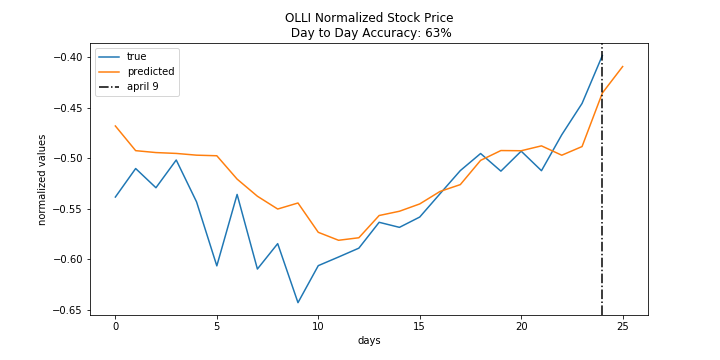 OLLI Normalized Stock Price
Day to Day Accuracy: 63%
true
predicted
april 9
normalized values
−0.40
−0.45
−0.50
−0.55
−0.60
−0.65
0 5 10 15 20 25
days